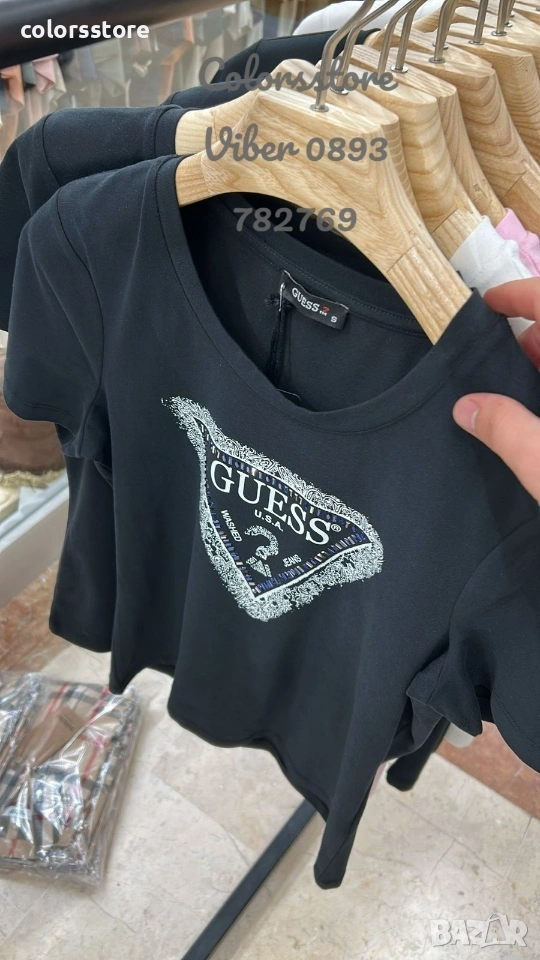 colorsstore
Colorsstore
Viber 0893
782769
GUESS ?
S
GUESS®
U.S.A.
WASHED
?
JEANS
BAZAR